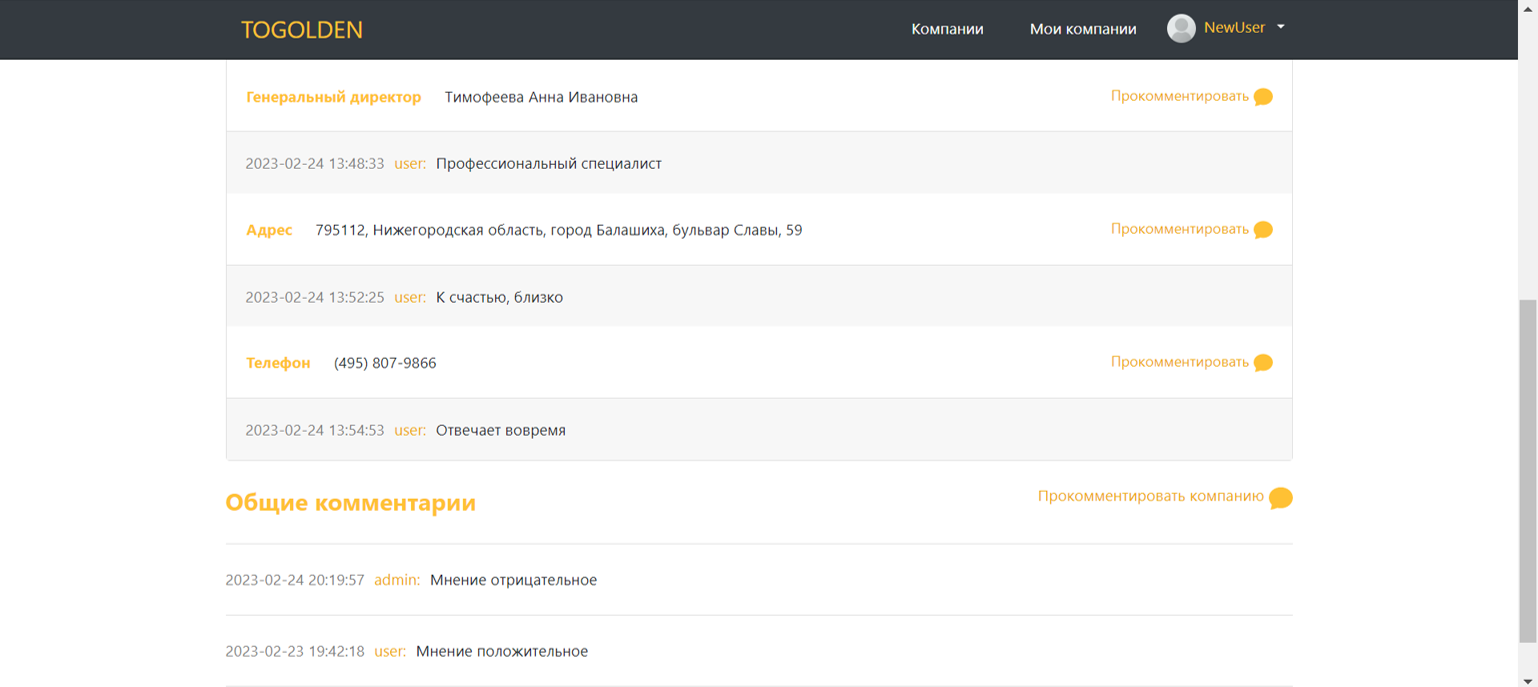 TOGOLDEN Компании Мои компании NewUser
Генеральный директор Тимофеева Анна Ивановна Прокомментировать
2023-02-24 13:48:33 user: Профессиональный специалист
Адрес 795112, Нижегородская область, город Балашиха, бульвар Славы, 59 Прокомментировать
2023-02-24 13:52:25 user: К счастью, близко
Телефон (495) 807-9866 Прокомментировать
2023-02-24 13:54:53 user: Отвечает вовремя
Общие комментарии Прокомментировать компанию
2023-02-24 20:19:57 admin: Мнение отрицательное
2023-02-23 19:42:18 user: Мнение положительное